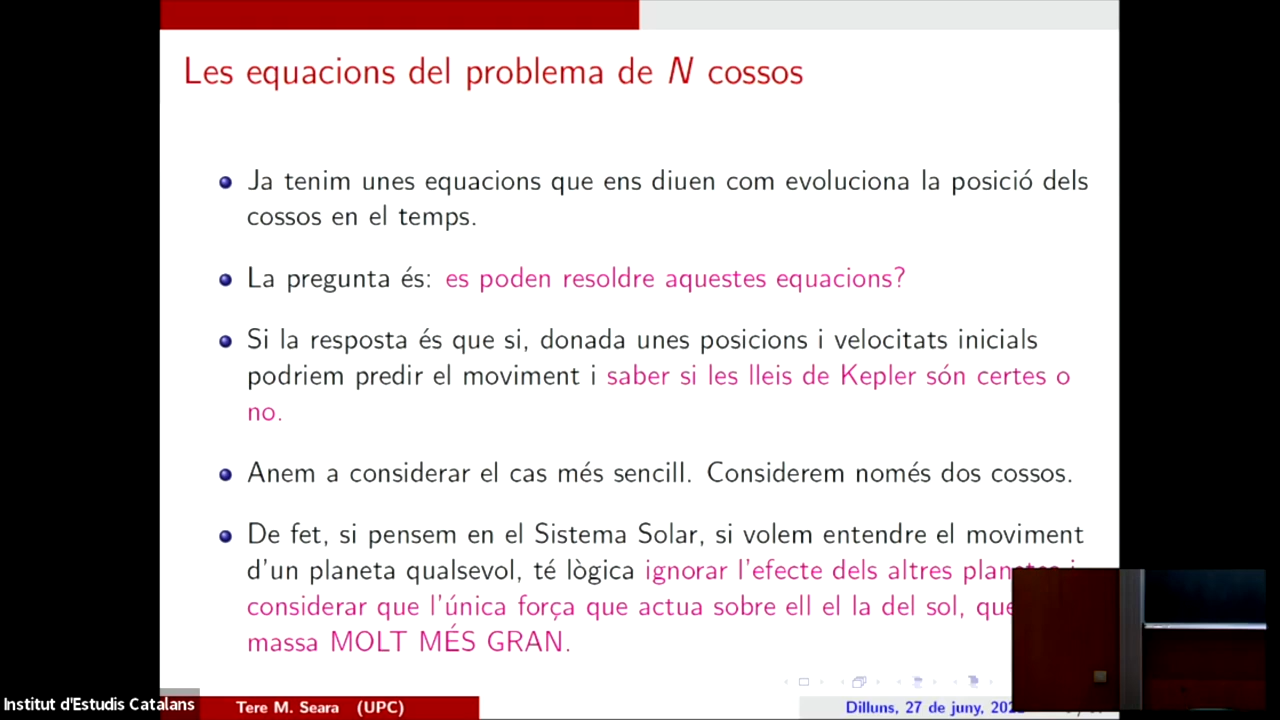 Les equacions del problema de N cossos
Ja tenim unes equacions que ens diuen com evoluciona la posició dels
cossos en el temps.
La pregunta és: es poden resoldre aquestes equacions?
Si la resposta és que si, donada unes posicions i velocitats inicials
podriem predir el moviment i saber si les lleis de Kepler són certes o
no.
Anem a considerar el cas més sencill. Considerem només dos cossos.
De fet, si pensem en el Sistema Solar, si volem entendre el moviment
d'un planeta qualsevol, té lògica ignorar l'efecte dels altres
considerar que l'única força que actua sobre ell el la del sol,
massa MOLT MÉS GRAN.
Institut d'Estudis Catalans
Tere M. Seara (UPC)
Dilluns, 27 de juny,